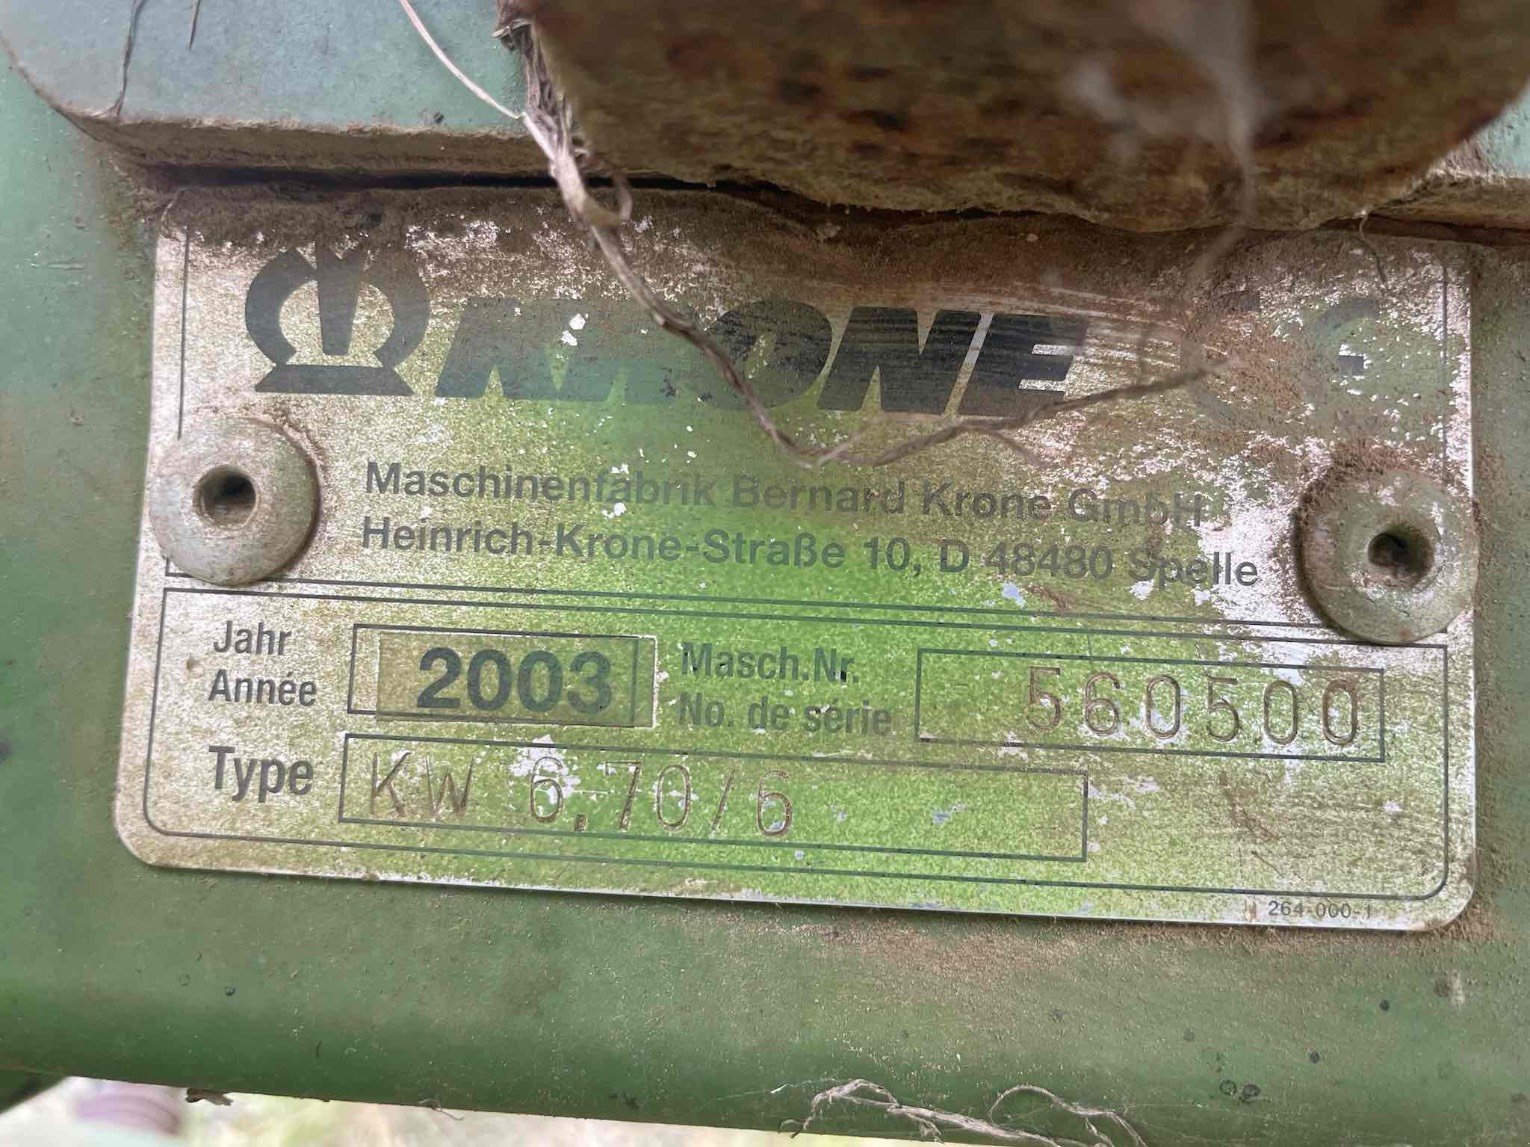 KRONE CE
Maschinenfabrik Bernard Krone GmbH
Heinrich-Krone-Straße 10, D 48480 Spelle
Jahr
Année 2003 Masch.Nr.
No. de série 560500
Type KW 6,70/6
264-000-1